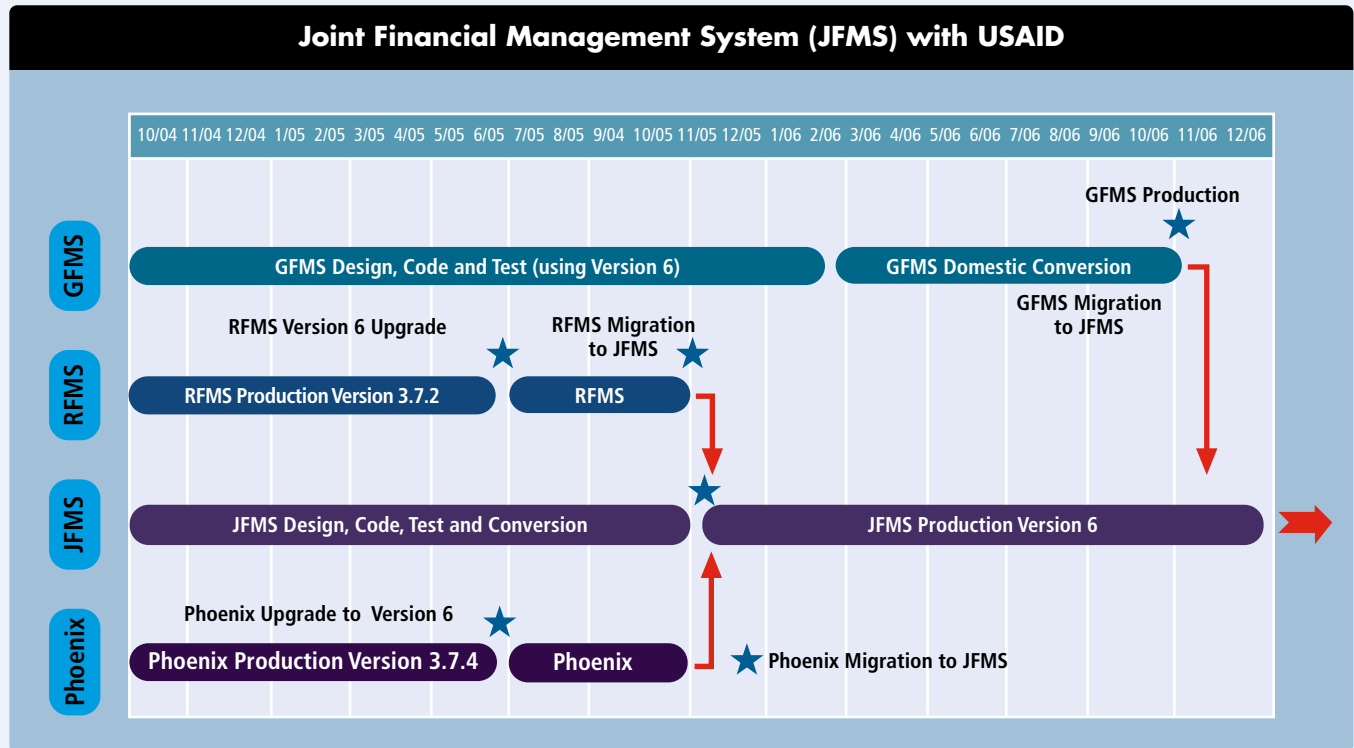 Joint Financial Management System (JFMS) with USAID
10/04 11/04 12/04 1/05 2/05 3/05 4/05 5/05 6/05 7/05 8/05 9/04 10/05 11/05 12/05 1/06 2/06 3/06 4/06 5/06 6/06 7/06 8/06 9/06 10/06 11/06 12/06
GFMS
GFMS Production
GFMS Design, Code and Test (using Version 6)
GFMS Domestic Conversion
GFMS Migration
to JFMS
RFMS
RFMS Version 6 Upgrade
RFMS Migration
to JFMS
RFMS Production Version 3.7.2
RFMS
JFMS
JFMS Design, Code, Test and Conversion
JFMS Production Version 6
Phoenix
Phoenix Upgrade to Version 6
Phoenix Production Version 3.7.4
Phoenix
Phoenix Migration to JFMS